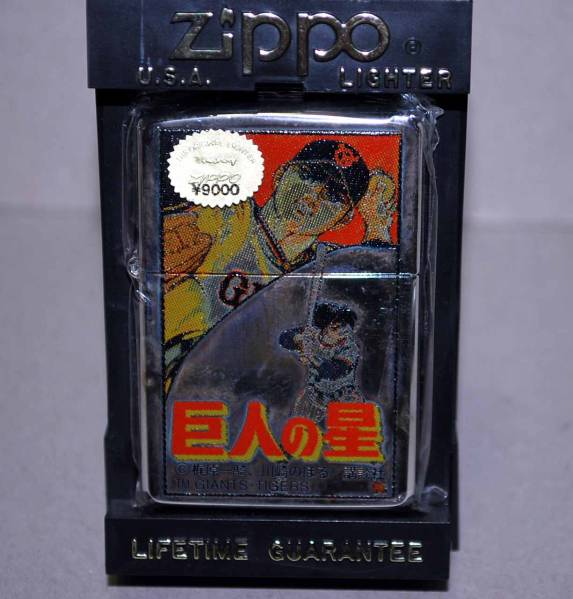 zippo ®
U.S.A. LIGHTER
¥9000
G
巨人の星
©梶原一騎、川崎のぼる/講談社
TM GIANTS・TIGERS
LIFETIME GUARANTEE